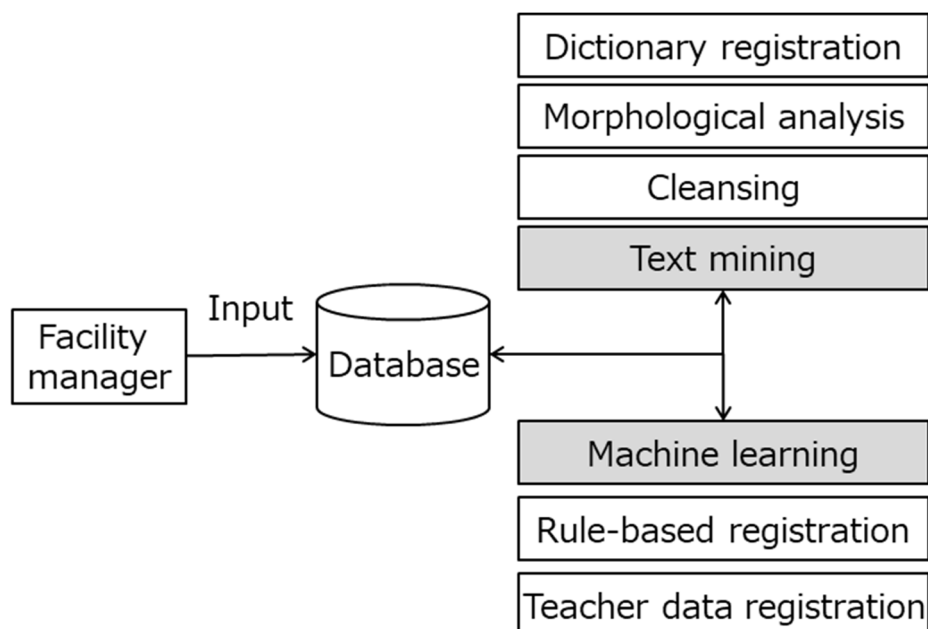 Dictionary registration
Morphological analysis
Cleansing
Text mining
Input
Facility
manager
Database
Machine learning
Rule-based registration
Teacher data registration